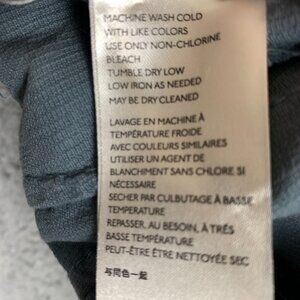 MACHINE WASH COLD
WITH LIKE COLORS
USE ONLY NON-CHLORINE
BLEACH
TUMBLE DRY LOW
LOW IRON AS NEEDED
MAY BE DRY CLEANED
LAVAGE EN MACHINE À
TEMPÉRATURE FROIDE
AVEC COULEURS SIMILAIRES
UTILISER UN AGENT DE
BLANCHIMENT SANS CHLORE SI
NÉCESSAIRE
SECHER PAR CULBUTAGE À BASSE
TEMPERATURE
REPASSER, AU BESOIN, À TRÈS
BASSE TEMPÉRATURE
PEUT-ÊTRE ÊTRE NETTOYÉE SEC
与同色一起